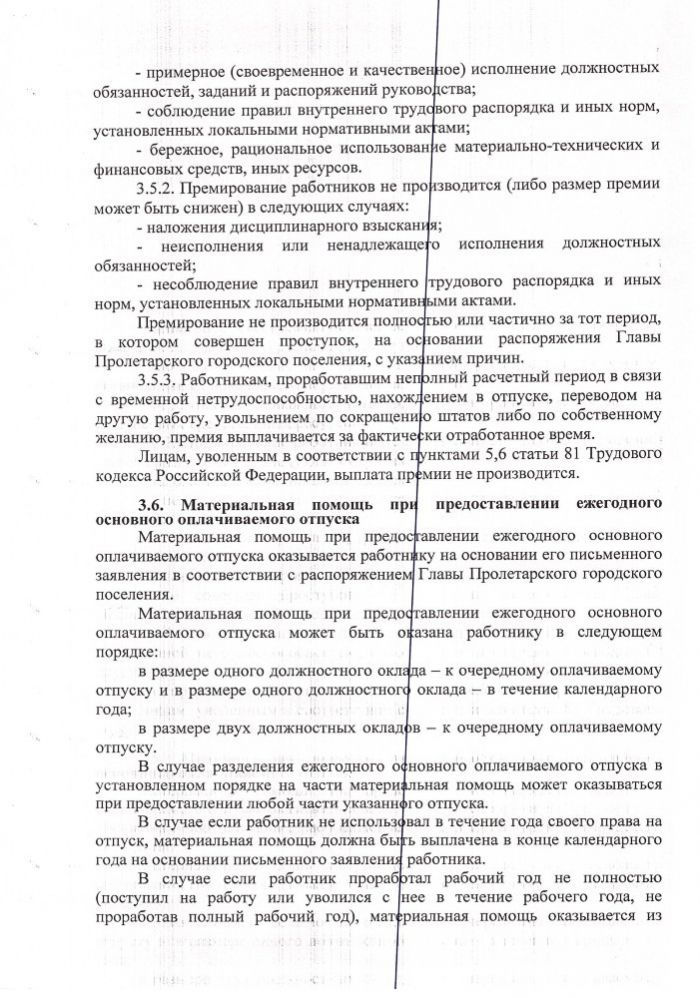 - примерное (своевременное и качественное) исполнение должностных
обязанностей, заданий и распоряжений руководства;
- соблюдение правил внутреннего трудового распорядка и иных норм,
установленных локальными нормативными актами;
- бережное, рациональное использование материально-технических и
финансовых средств, иных ресурсов.
3.5.2. Премирование работников не производится (либо размер премии
может быть снижен) в следующих случаях:
- наложения дисциплинарного взыскания;
- неисполнения или ненадлежащего исполнения должностных
обязанностей;
- несоблюдение правил внутреннего трудового распорядка и иных
норм, установленных локальными нормативными актами.
Премирование не производится полностью или частично за тот период,
в котором совершен проступок, на основании распоряжения Главы
Пролетарского городского поселения, с указанием причин.
3.5.3. Работникам, проработавшим неполный расчетный период в связи
с временной нетрудоспособностью, нахождением в отпуске, переводом на
другую работу, увольнением по сокращению штатов либо по собственному
желанию, премия выплачивается за фактически отработанное время.
Лицам, уволенным в соответствии с пунктами 5,6 статьи 81 Трудового
кодекса Российской Федерации, выплата премии не производится.
3.6. Материальная помощь при предоставлении ежегодного
основного оплачиваемого отпуска
Материальная помощь при предоставлении ежегодного основного
оплачиваемого отпуска оказывается работнику на основании его письменного
заявления в соответствии с распоряжением Главы Пролетарского городского
поселения.
Материальная помощь при предоставлении ежегодного основного
оплачиваемого отпуска может быть оказана работнику в следующем
порядке:
в размере одного должностного оклада – к очередному оплачиваемому
отпуску и в размере одного должностного оклада – в течение календарного
года;
в размере двух должностных окладов – к очередному оплачиваемому
отпуску.
В случае разделения ежегодного основного оплачиваемого отпуска в
установленном порядке на части материальная помощь может оказываться
при предоставлении любой части указанного отпуска.
В случае если работник не использовал в течение года своего права на
отпуск, материальная помощь должна быть выплачена в конце календарного
года на основании письменного заявления работника.
В случае если работник проработал рабочий год не полностью
(поступил на работу или уволился с нее в течение рабочего года, не
проработав полный рабочий год), материальная помощь оказывается из